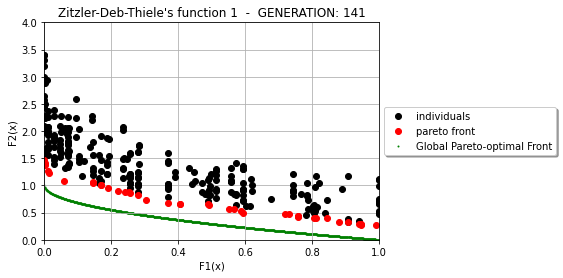 Zitzler-Deb-Thiele's function 1 - GENERATION: 141
4.0
3.5
3.0
2.5
2.0
1.5
1.0
0.5
0.0
F2(x)
0.0 0.2 0.4 0.6 0.8 1.0
F1(x)
individuals
pareto front
Global Pareto-optimal Front